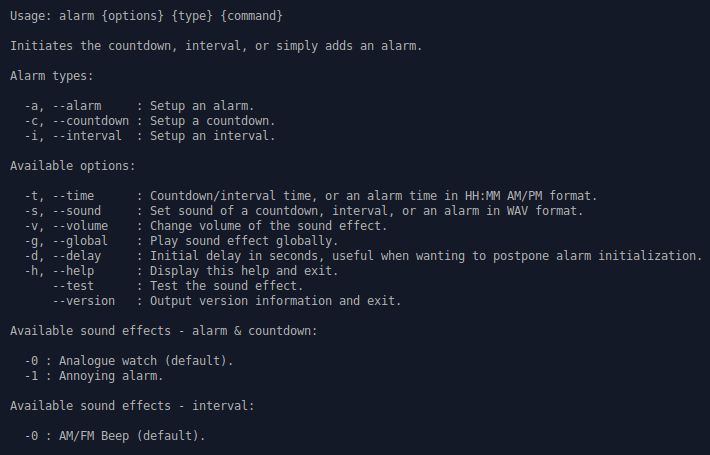 Usage: alarm {options} {type} {command}

Initiates the countdown, interval, or simply adds an alarm.

Alarm types:

  -a, --alarm     : Setup an alarm.
  -c, --countdown : Setup a countdown.
  -i, --interval  : Setup an interval.

Available options:

  -t, --time      : Countdown/interval time, or an alarm time in HH:MM AM/PM format.
  -s, --sound     : Set sound of a countdown, interval, or an alarm in WAV format.
  -v, --volume    : Change volume of the sound effect.
  -g, --global    : Play sound effect globally.
  -d, --delay     : Initial delay in seconds, useful when wanting to postpone alarm initialization.
  -h, --help      : Display this help and exit.
      --test      : Test the sound effect.
      --version   : Output version information and exit.

Available sound effects - alarm & countdown:

  -0 : Analogue watch (default).
  -1 : Annoying alarm.

Available sound effects - interval:

  -0 : AM/FM Beep (default).